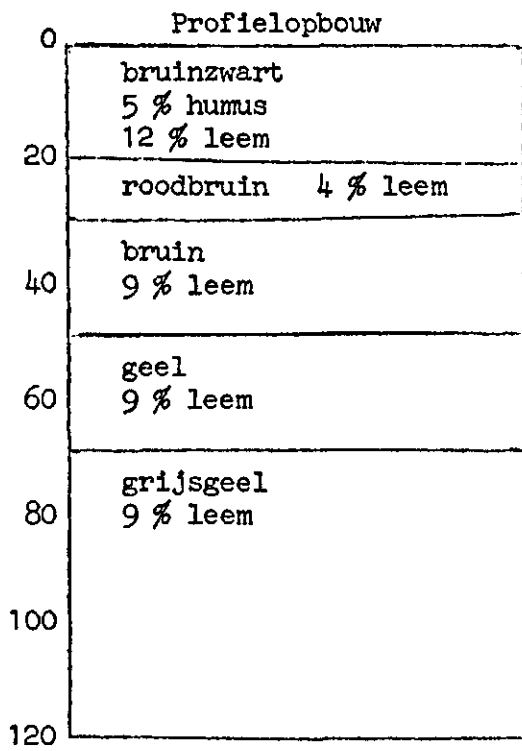 Profielopbouw
0
bruinzwart
5 % humus
12 % leem
20
roodbruin 4 % leem
bruin
40
9 % leem
geel
60
9 % leem
grijsgeel
80
9 % leem
100
120